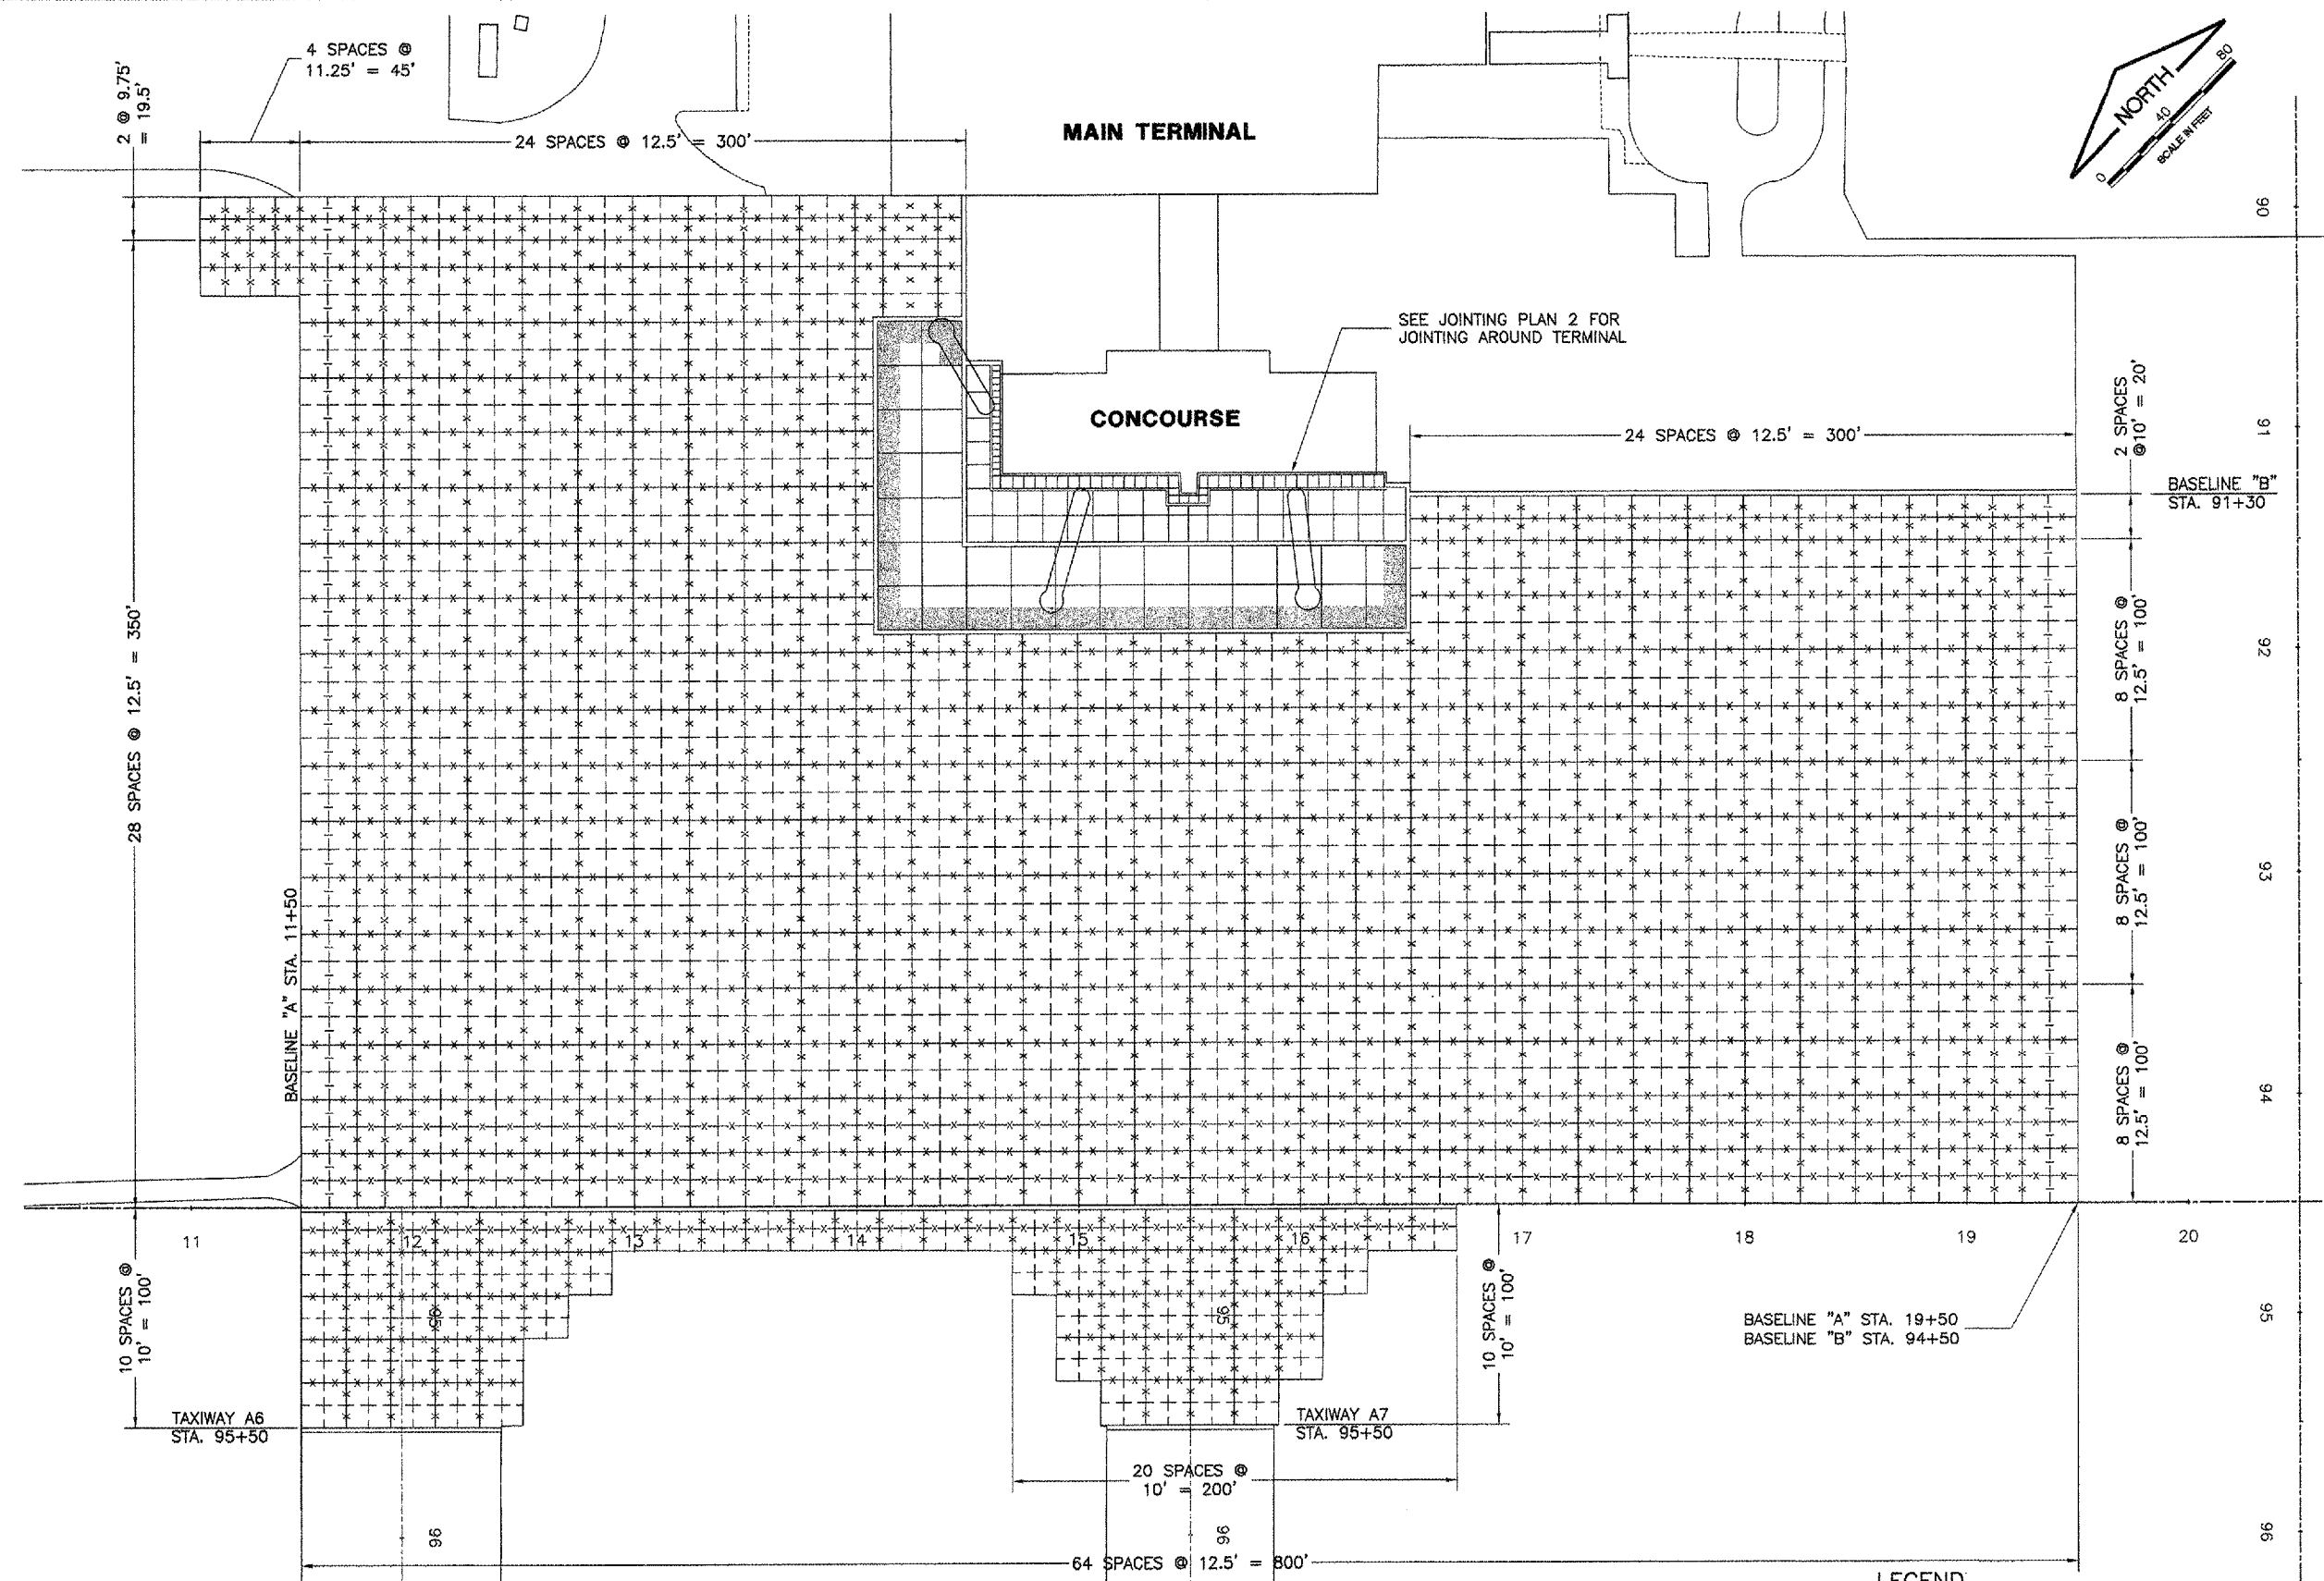 4 SPACES @
11.25' = 45'
2 @ 9.75'
= 19.5'
24 SPACES @ 12.5' = 300'
MAIN TERMINAL
NORTH
0
40
80
SCALE IN FEET
90
SEE JOINTING PLAN 2 FOR
JOINTING AROUND TERMINAL
CONCOURSE
24 SPACES @ 12.5' = 300'
2 SPACES
@10' = 20'
91
BASELINE "B"
STA. 91+30
28 SPACES @ 12.5' = 350'
8 SPACES @
12.5' = 100'
92
8 SPACES @
12.5' = 100'
93
BASELINE "A" STA. 11+50
8 SPACES @
12.5' = 100'
94
11
12
13
14
15
16
17
18
19
20
10 SPACES @
10' = 100'
95
95
10 SPACES @
10' = 100'
BASELINE "A" STA. 19+50
BASELINE "B" STA. 94+50
95
TAXIWAY A6
STA. 95+50
TAXIWAY A7
STA. 95+50
20 SPACES @
10' = 200'
96
96
96
64 SPACES @ 12.5' = 800'
LEGEND